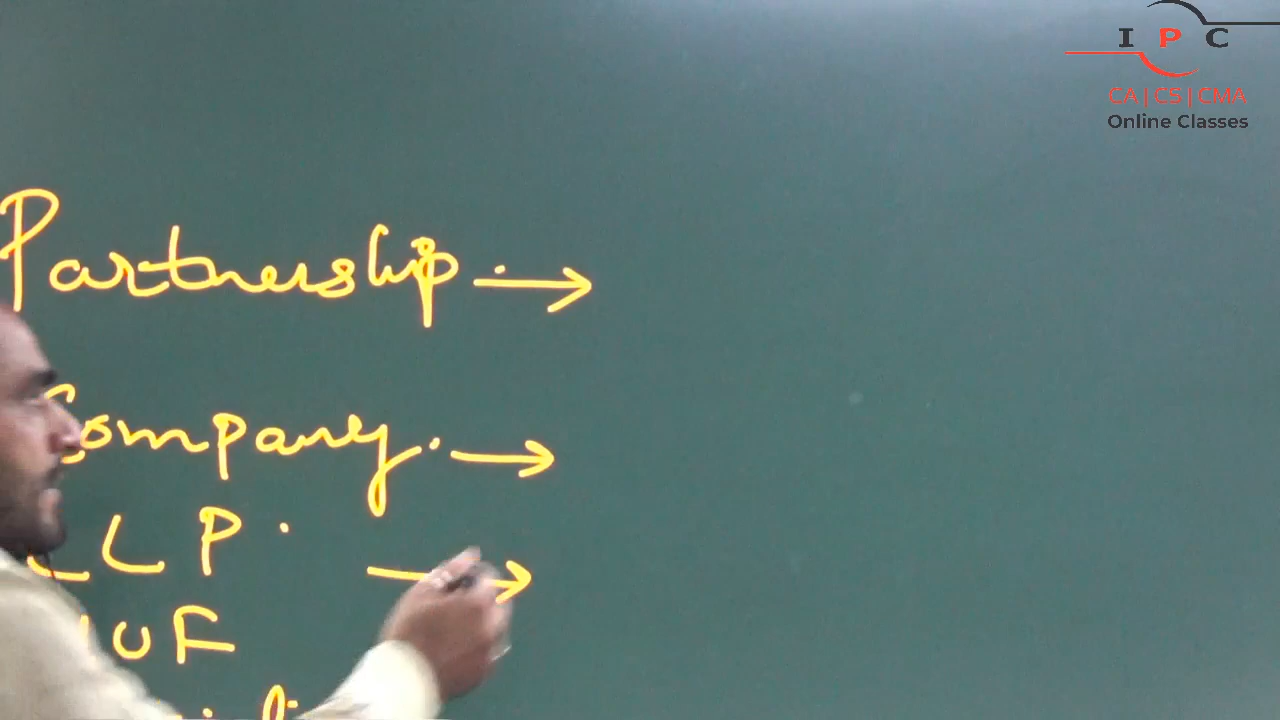 I P C
CA | CS | CMA
Online Classes
Partnership. →
Company. →
LLP. →
HUF